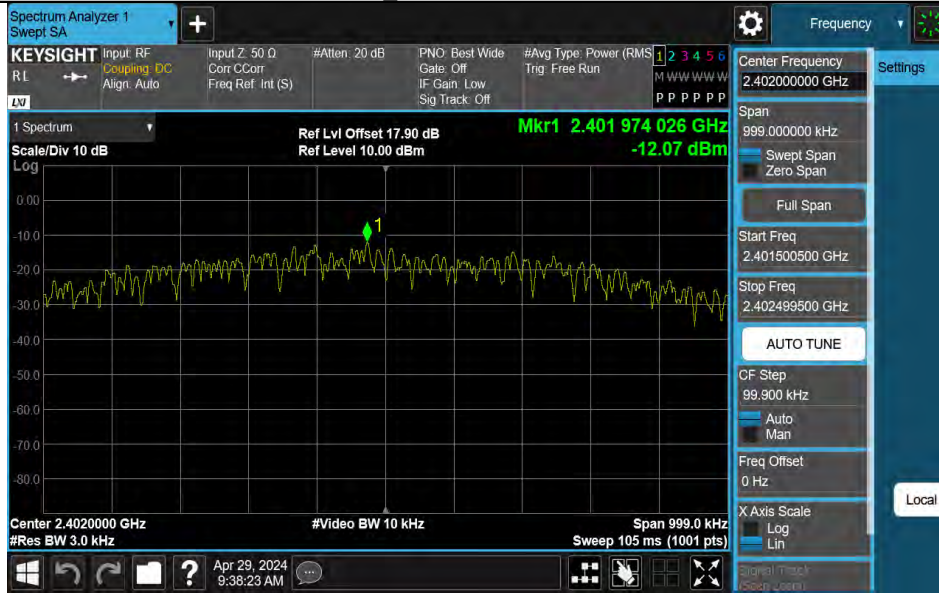 Spectrum Analyzer 1
Swept SA
+
Frequency
KEYSIGHT
RL
LXI
Input: RF
Coupling: DC
Align: Auto
Input Z: 50 Ω
Corr CCorr
Freq Ref: Int (S)
#Atten: 20 dB
PNO: Best Wide
Gate: Off
IF Gain: Low
Sig Track: Off
#Avg Type: Power (RMS
Trig: Free Run
1 2 3 4 5 6
M W W W W W
P P P P P P
Center Frequency
2.402000000 GHz
Settings
Span
999.000000 kHz
Swept Span
Zero Span
Full Span
Start Freq
2.401500500 GHz
Stop Freq
2.402499500 GHz
AUTO TUNE
CF Step
99.900 kHz
Auto
Man
Freq Offset
0 Hz
X Axis Scale
Log
Lin
Signal Track
(Span Zoom)
Local
1 Spectrum
Scale/Div 10 dB
Ref Lvl Offset 17.90 dB
Ref Level 10.00 dBm
Mkr1 2.401 974 026 GHz
-12.07 dBm
Log
0.00
-10.0
-20.0
-30.0
-40.0
-50.0
-60.0
-70.0
-80.0
1
Center 2.4020000 GHz
#Res BW 3.0 kHz
#Video BW 10 kHz
Span 999.0 kHz
Sweep 105 ms (1001 pts)
?
Apr 29, 2024
9:38:23 AM